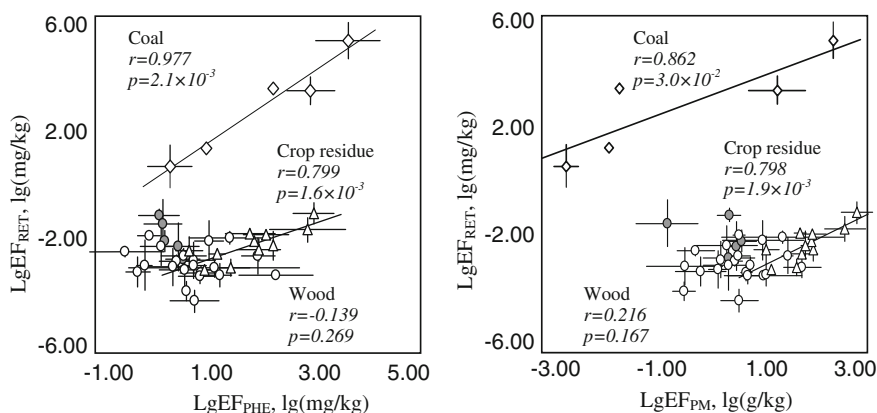 6.00
Coal
r=0.977
p=2.1×10⁻³
2.00
Crop residue
r=0.799
p=1.6×10⁻³
-2.00
Wood
r=-0.139
p=0.269
-6.00
-1.00 1.00 3.00 5.00
LgEF_RET, lg(mg/kg)
LgEF_PHE, lg(mg/kg)
6.00
Coal
r=0.862
p=3.0×10⁻²
2.00
Crop residue
r=0.798
p=1.9×10⁻³
-2.00
Wood
r=0.216
p=0.167
-6.00
-3.00 -1.00 1.00 3.00
LgEF_RET, lg(mg/kg)
LgEF_PM, lg(g/kg)